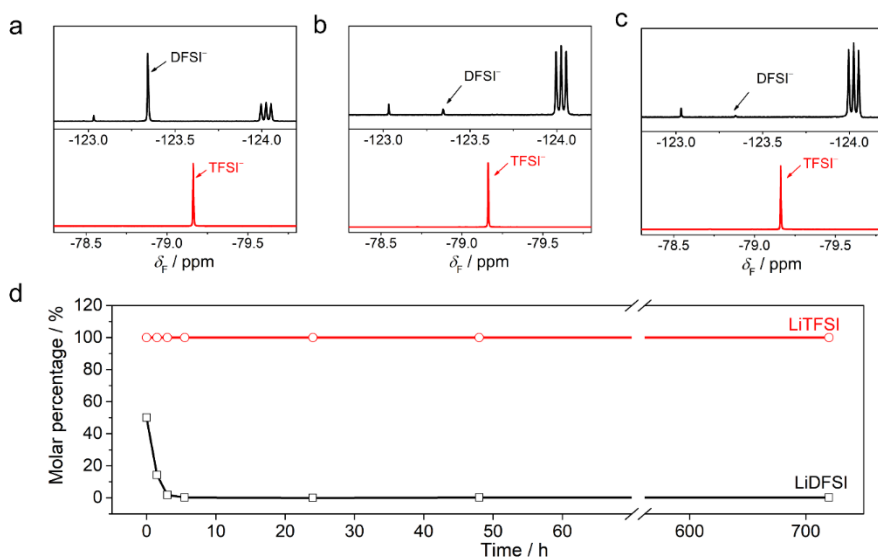 a
DFSI⁻
-123.0 -123.5 -124.0
TFSI⁻
-78.5 -79.0 -79.5
δF / ppm
b
DFSI⁻
-123.0 -123.5 -124.0
TFSI⁻
-78.5 -79.0 -79.5
δF / ppm
c
DFSI⁻
-123.0 -123.5 -124.0
TFSI⁻
-78.5 -79.0 -79.5
δF / ppm
d
Molar percentage / %
120
100
80
60
40
20
0
LiTFSI
LiDFSI
0 10 20 30 40 50 60 600 700
Time / h